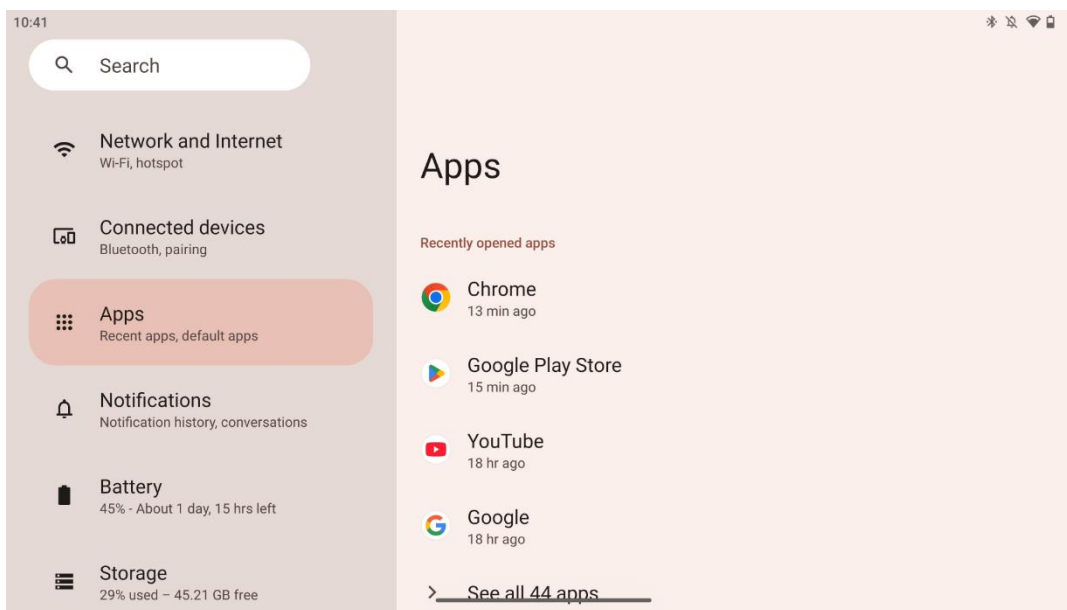 10:41
Search
Network and Internet
Wi-Fi, hotspot
Connected devices
Bluetooth, pairing
Apps
Recent apps, default apps
Notifications
Notification history, conversations
Battery
45% - About 1 day, 15 hrs left
Storage
29% used – 45.21 GB free
Apps
Recently opened apps
Chrome
13 min ago
Google Play Store
15 min ago
YouTube
18 hr ago
Google
18 hr ago
See all 44 apps